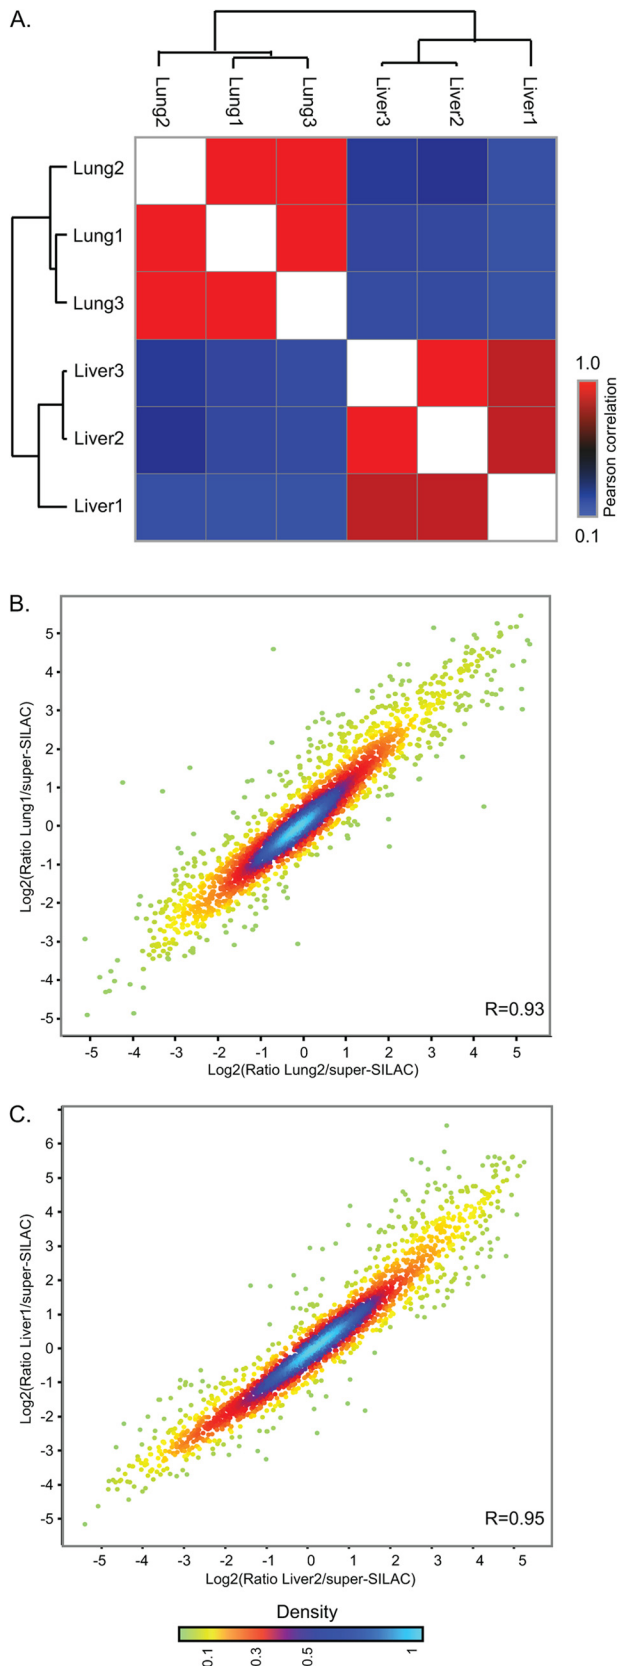 A.
Lung2
Lung1
Lung3
Liver3
Liver2
Liver1
Lung2
Lung1
Lung3
Liver3
Liver2
Liver1
1.0
Pearson correlation
0.1
B.
5
4
3
2
1
0
-1
-2
-3
-4
-5
Log2(Ratio Lung1/super-SILAC)
R=0.93
-5 -4 -3 -2 -1 0 1 2 3 4 5
Log2(Ratio Lung2/super-SILAC)
C.
6
5
4
3
2
1
0
-1
-2
-3
-4
-5
Log2(Ratio Liver1/super-SILAC)
R=0.95
-5 -4 -3 -2 -1 0 1 2 3 4 5
Log2(Ratio Liver2/super-SILAC)
Density
0.1 0.3 0.5 1